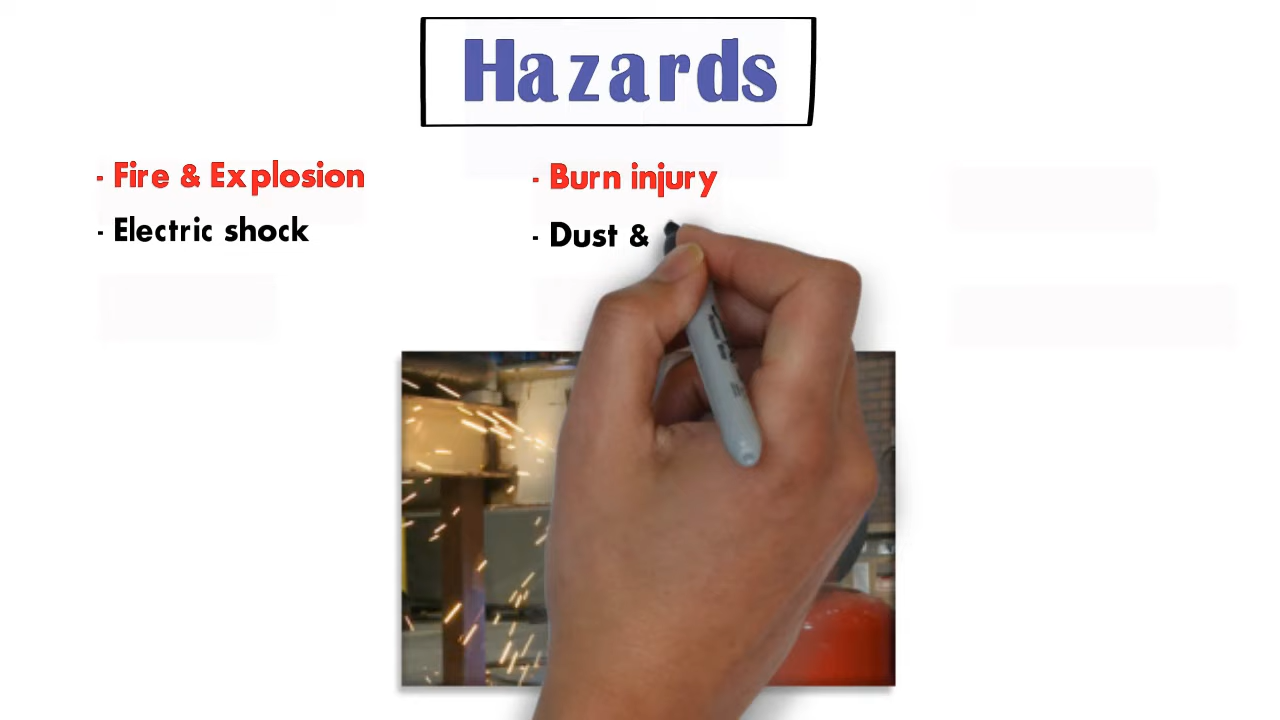 Hazards
- Fire & Explosion
- Electric shock
- Burn injury
- Dust &